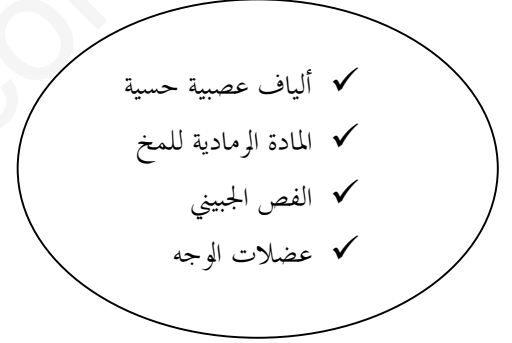 ✓ ألياف عصبية حسية
✓ المادة الرمادية للمخ
✓ الفص الجبيني
✓ عضلات الوجه